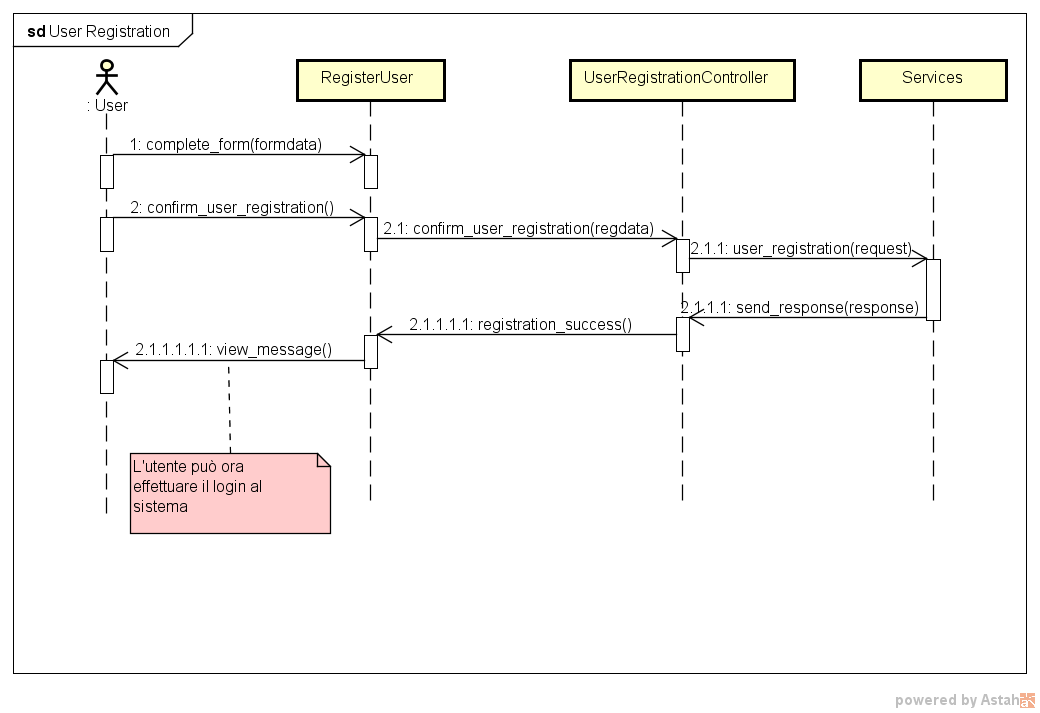 sd User Registration
: User
RegisterUser
UserRegistrationController
Services
1: complete_form(formdata)
2: confirm_user_registration()
2.1: confirm_user_registration(regdata)
2.1.1: user_registration(request)
2.1.1.1: send_response(response)
2.1.1.1.1: registration_success()
2.1.1.1.1.1: view_message()
L'utente può ora
effettuare il login al
sistema
powered by Astah